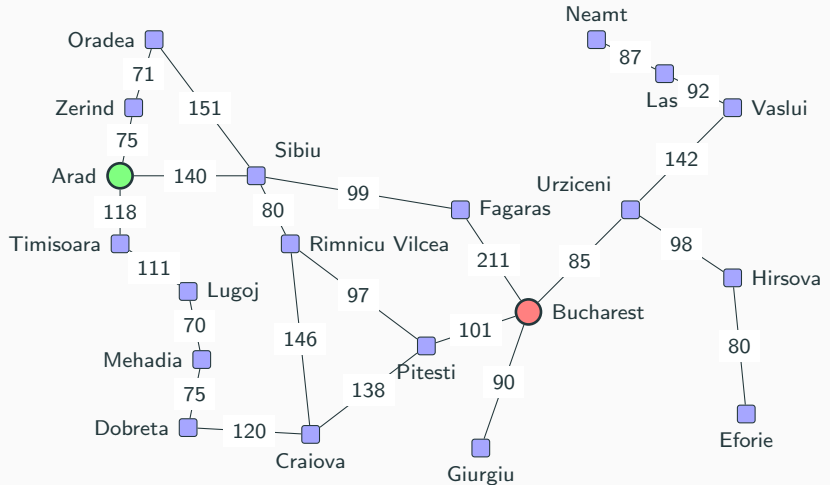 Neamt
Oradea
87
71
Las
92
Zerind
151
Vaslui
75
Sibiu
142
Arad
140
Urziceni
99
118
80
Fagaras
98
Timisoara
Rimnicu Vilcea
111
211
85
Hirsova
Lugoj
97
70
101
Bucharest
146
80
Mehadia
Pitesti
75
138
90
Dobreta
120
Eforie
Craiova
Giurgiu